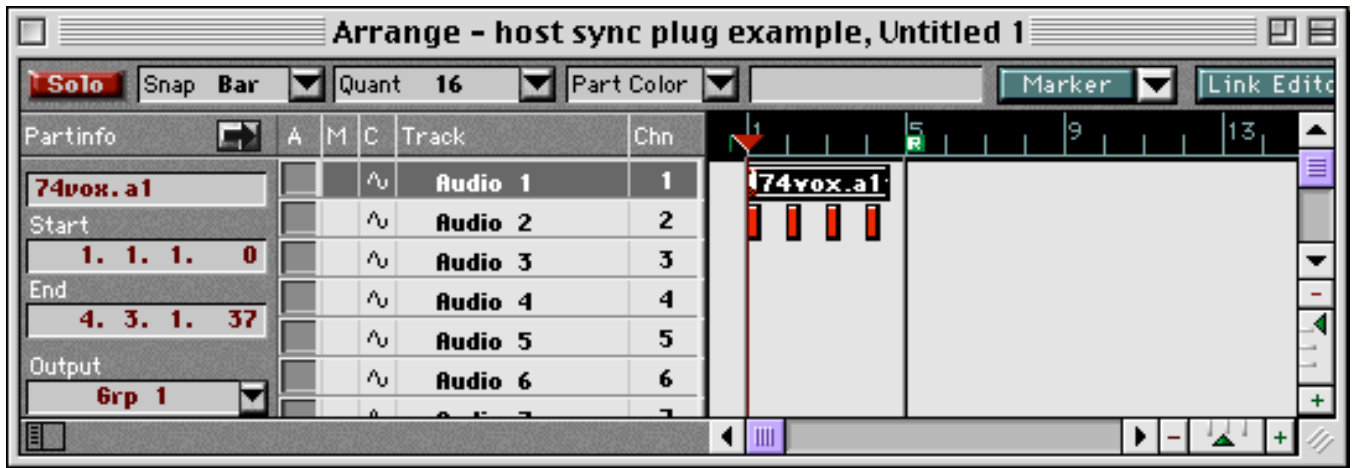 Arrange - host sync plug example, Untitled 1
Solo Snap Bar Quant 16 Part Color Marker Link Edito
Partinfo A M C Track Chn 1 5 9 13
R
74vox.a1 Audio 1 1 74vox.a1
Start Audio 2 2
1. 1. 1. 0 Audio 3 3
End Audio 4 4
4. 3. 1. 37 Audio 5 5
Output Audio 6 6
Grp 1